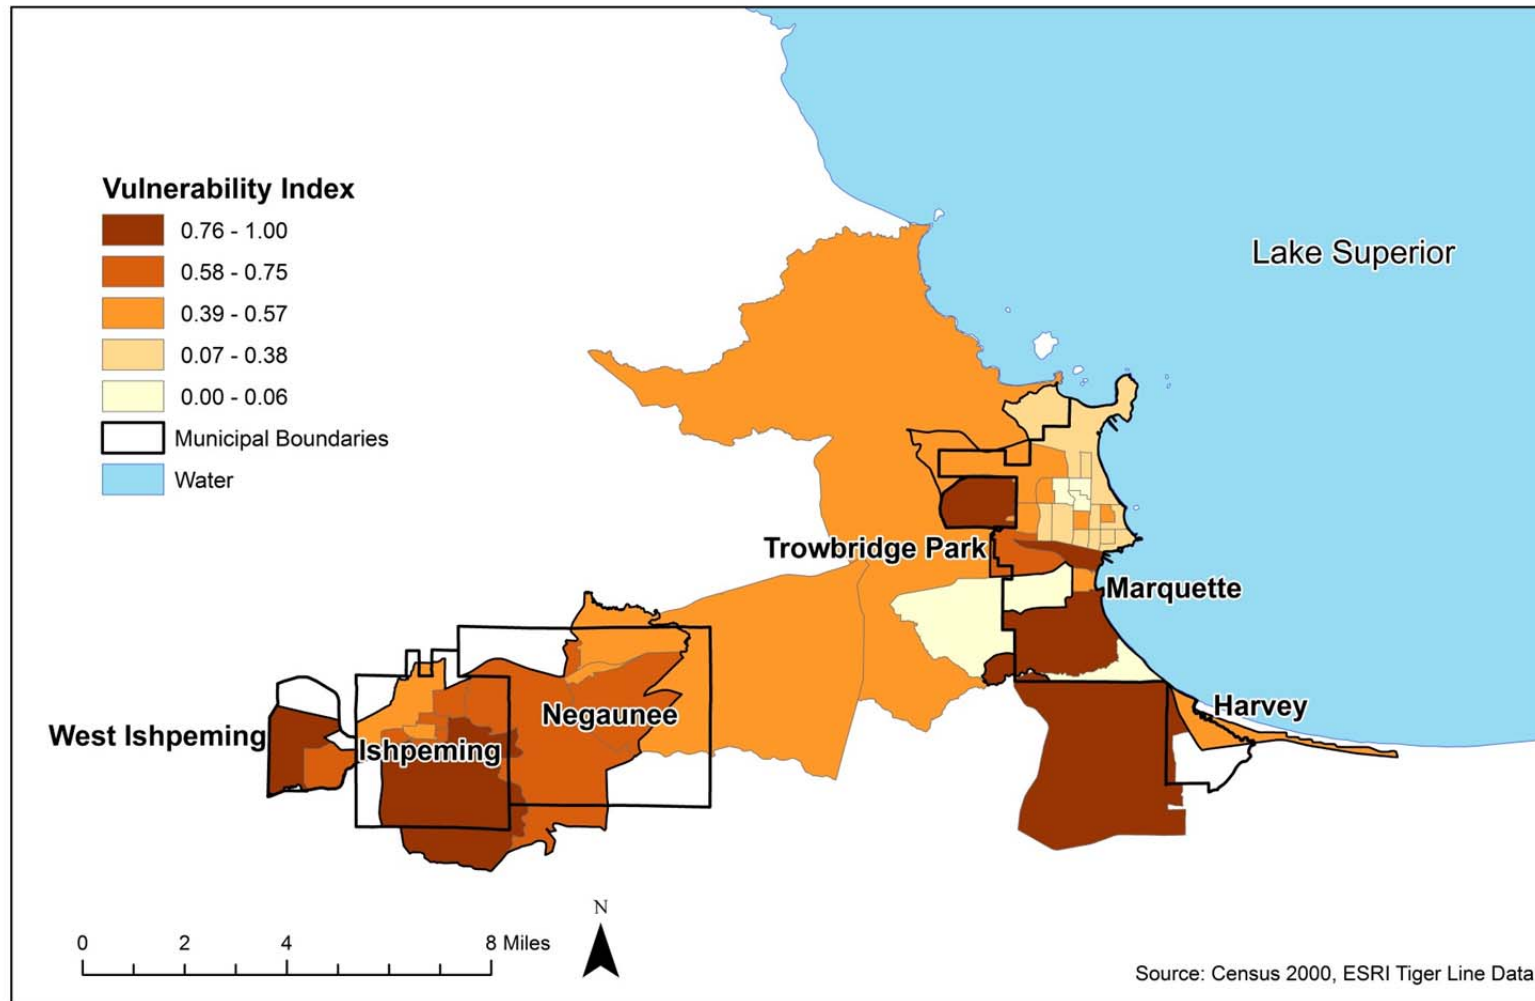 Vulnerability Index
0.76 - 1.00
0.58 - 0.75
0.39 - 0.57
0.07 - 0.38
0.00 - 0.06
Municipal Boundaries
Water
Lake Superior
Trowbridge Park
Marquette
Harvey
Negaunee
West Ishpeming
Ishpeming
N
0 2 4 8 Miles
Source: Census 2000, ESRI Tiger Line Data